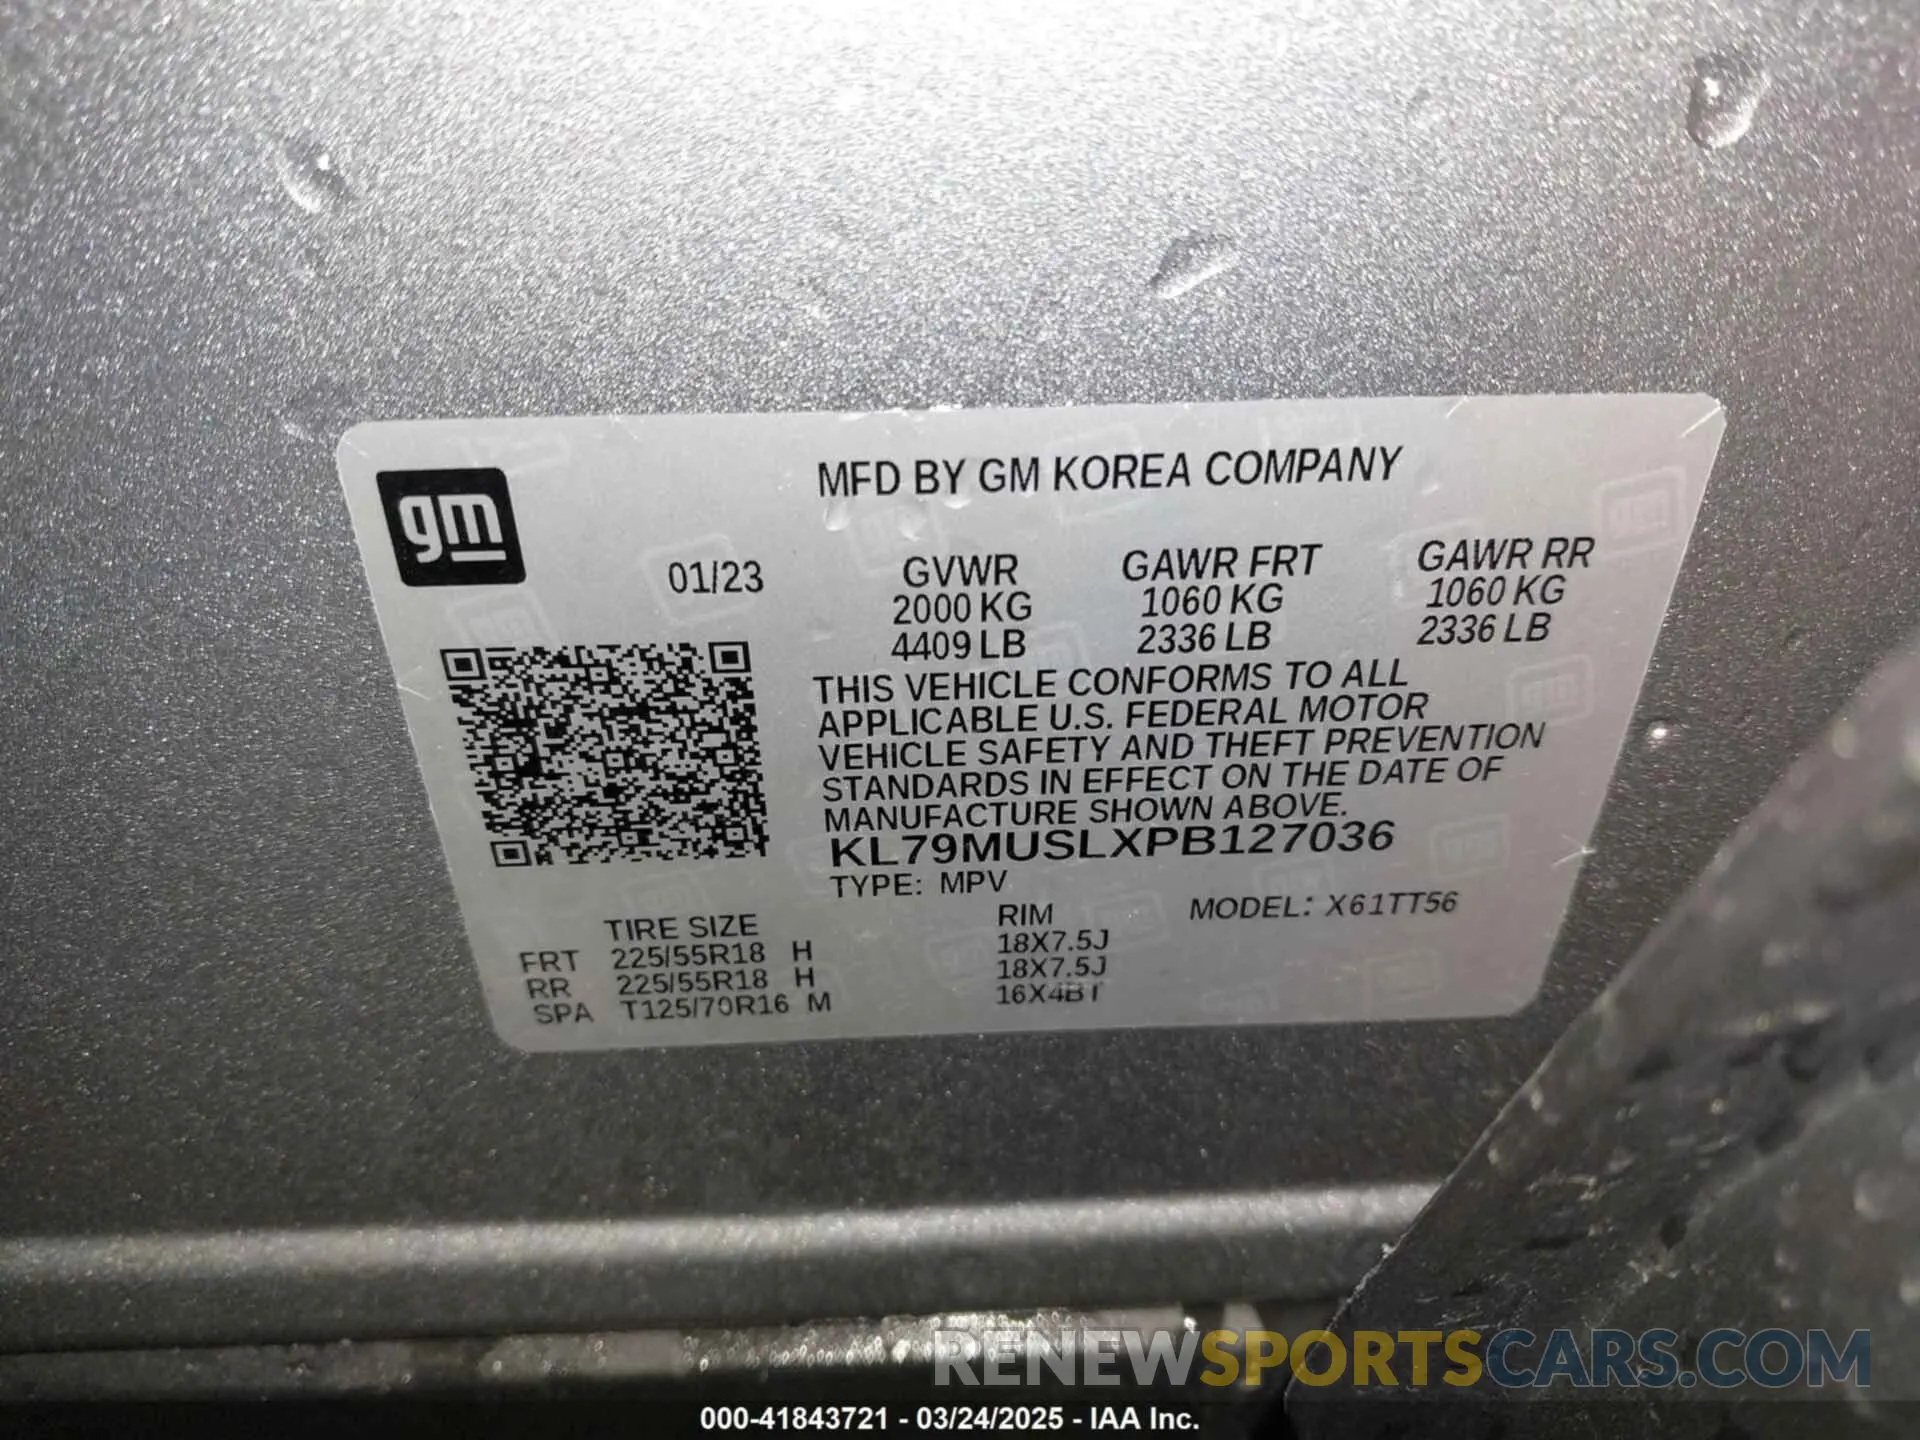 gm
MFD BY GM KOREA COMPANY
01/23
GVWR GAWR FRT GAWR RR
2000 KG 1060 KG 1060 KG
4409 LB 2336 LB 2336 LB
THIS VEHICLE CONFORMS TO ALL
APPLICABLE U.S. FEDERAL MOTOR
VEHICLE SAFETY AND THEFT PREVENTION
STANDARDS IN EFFECT ON THE DATE OF
MANUFACTURE SHOWN ABOVE.
KL79MUSLXPB127036
TYPE: MPV
MODEL: X61TT56
TIRE SIZE RIM
FRT 225/55R18 H 18X7.5J
RR 225/55R18 H 18X7.5J
SPA T125/70R16 M 16X4BT
RENEWSPORTSCARS.COM
000-41843721 - 03/24/2025 - IAA Inc.